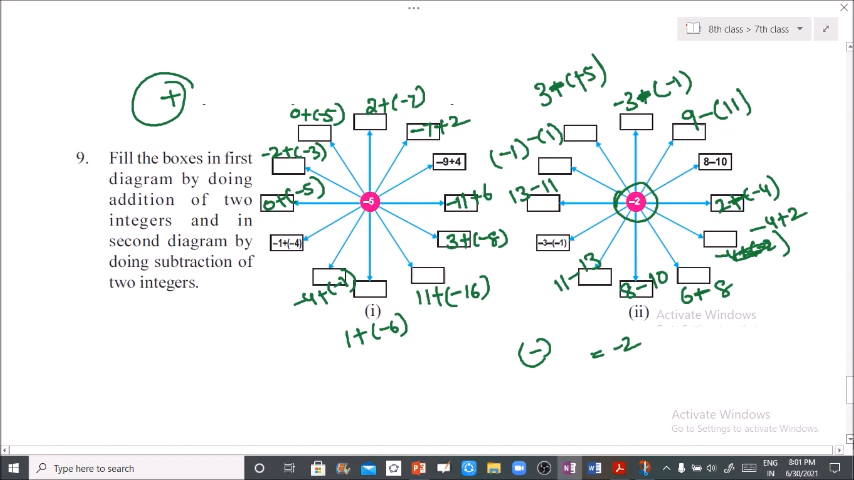 8th class > 7th class
+
9. Fill the boxes in first
diagram by doing
addition of two
integers and in
second diagram by
doing subtraction of
two integers.
0+(-5)
2+(-7)
-7+2
-2+(-3)
–9+4
0+(-5)
–5
-11+6
–1+(–4)
3+(-8)
11+(-16)
1+(-6)
(i)
3+(+5)
-3+(-1)
9-(11)
(-1)-(1)
8–10
13-11
–2
2+(-4)
–3–(–1)
-4+2
11-13
8-10
6+8
(ii)
(-) = -2
Activate Windows
Activate Windows
Go to Settings to activate Windows.
Type here to search
ENG
IN
8:01 PM
6/30/2021